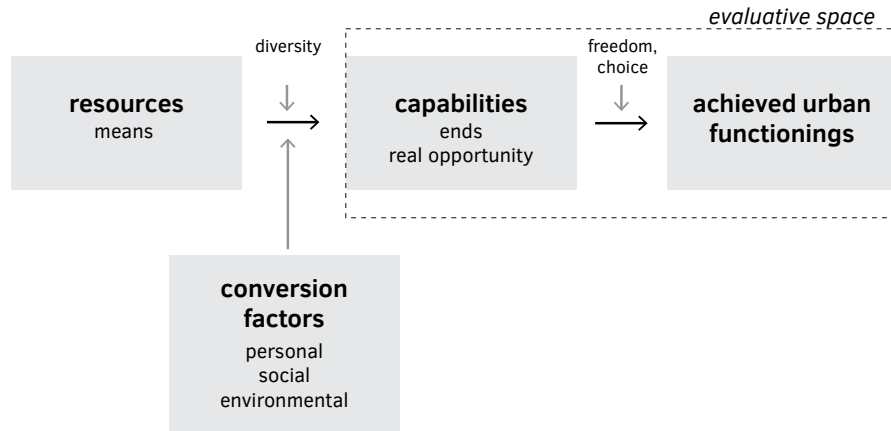 evaluative space
diversity
freedom,
choice
resources
means
capabilities
ends
real opportunity
achieved urban
functionings
conversion
factors
personal
social
environmental